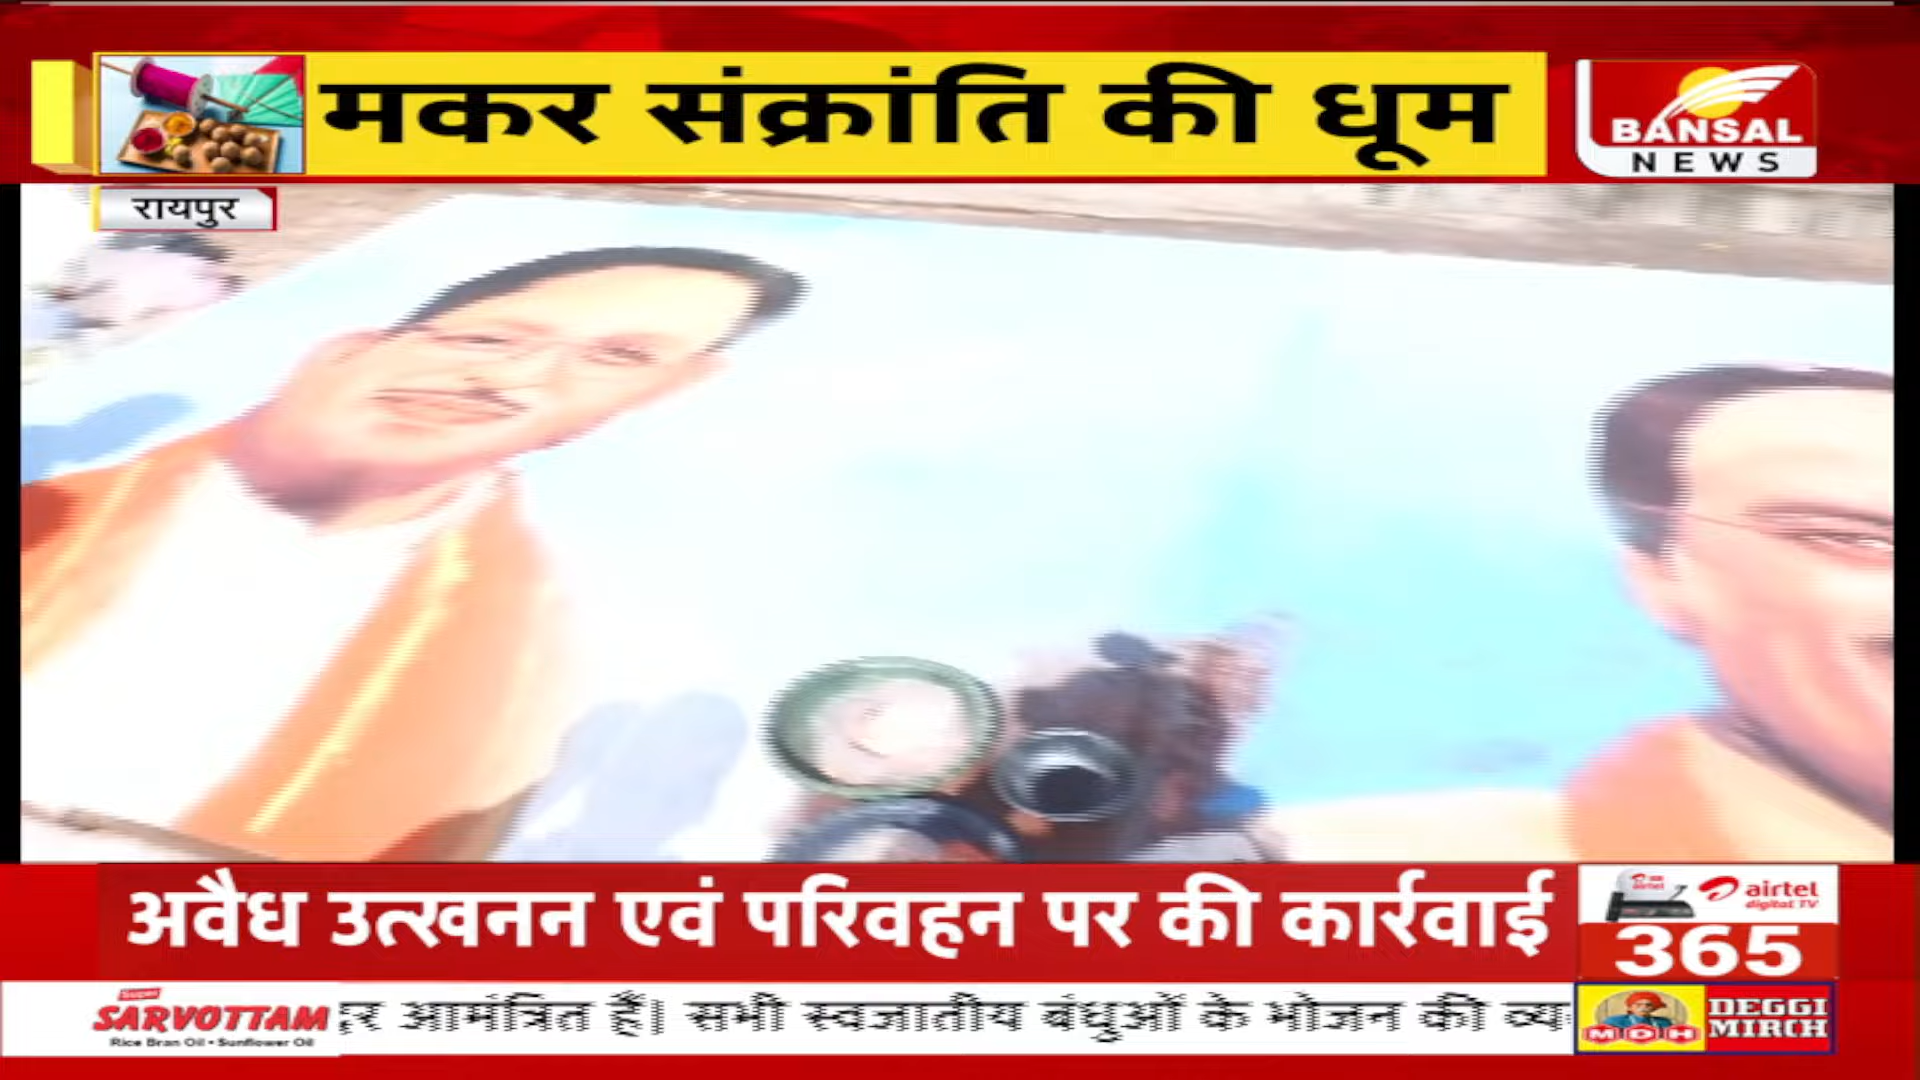 मकर संक्रांति की धूम
BANSAL
NEWS
रायपुर
अवैध उत्खनन एवं परिवहन पर की कार्रवाई
airtel
digital TV
365
Super
SARVOTTAM
Rice Bran Oil • Sunflower Oil
आमंत्रित हैं। सभी स्वजातीय बंधुओं के भोजन की
MDH
DEGGI
MIRCH